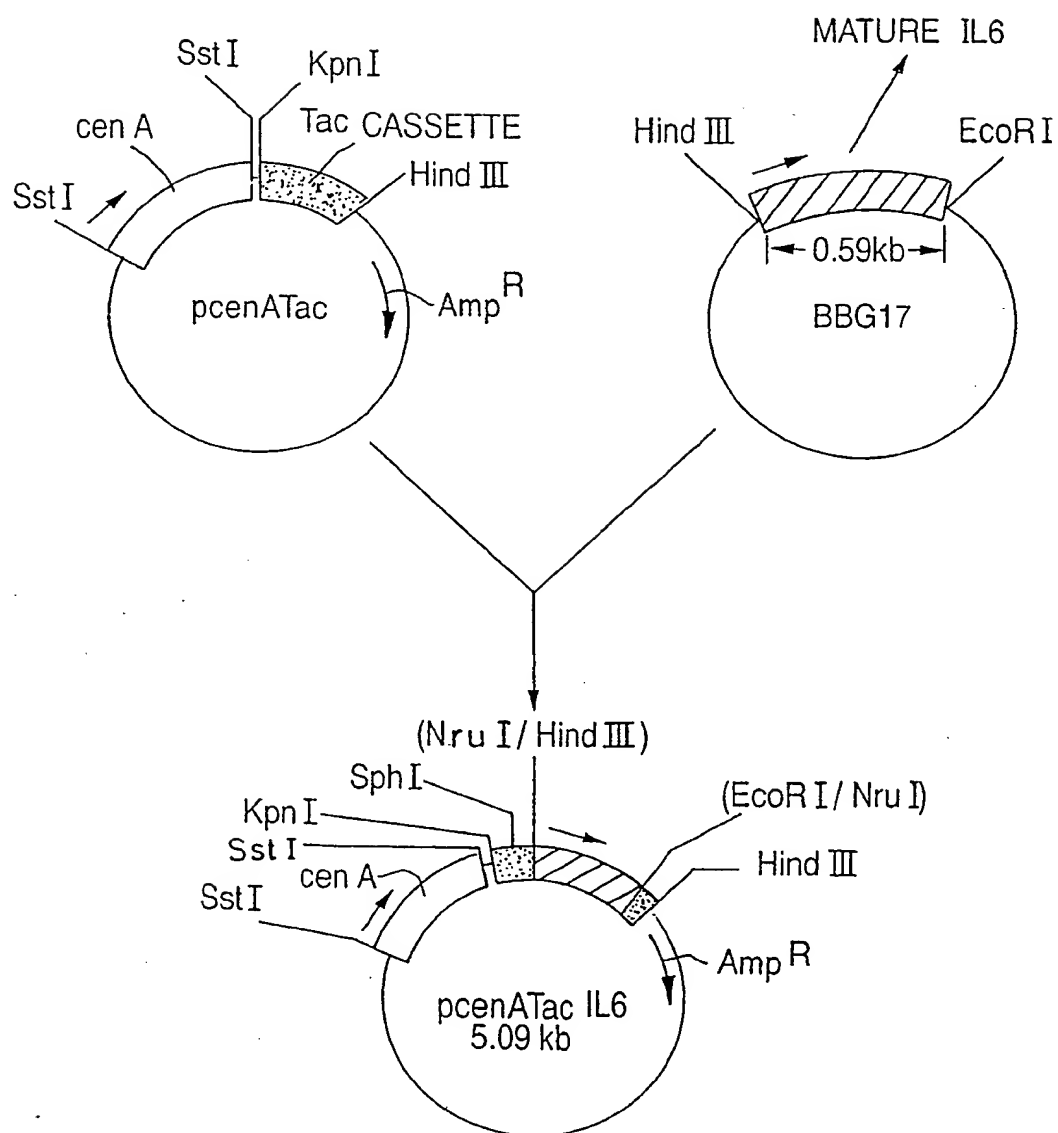 MATURE IL6
Sst I
Kpn I
cen A
Tac CASSETTE
Hind III
Sst I
pcenATac
Amp R
Hind III
EcoR I
0.59kb
BBG17
(Nru I / Hind III)
Sph I
(EcoR I / Nru I)
Kpn I
Sst I
Hind III
cen A
Sst I
Amp R
pcenATac IL6
5.09 kb